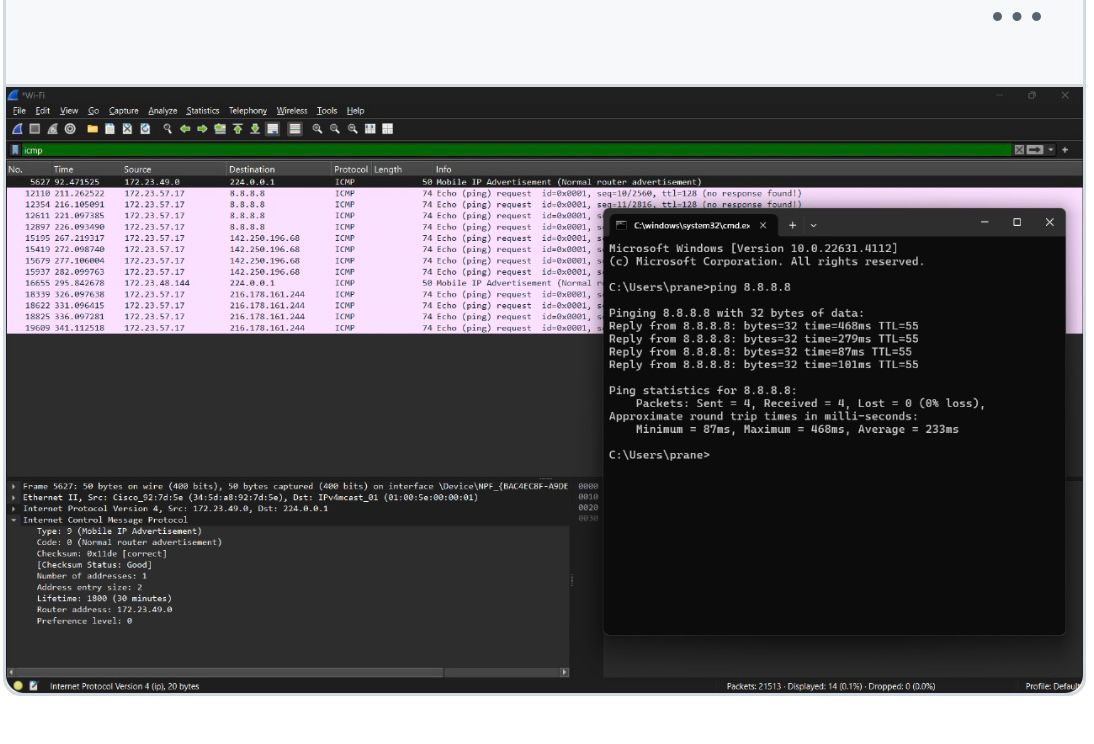 *Wi-Fi
File Edit View Go Capture Analyze Statistics Telephony Wireless Tools Help
icmp
No. Time Source Destination Protocol Length Info
5627 92.471525 172.23.49.0 224.0.0.1 ICMP 50 Mobile IP Advertisement (Normal router advertisement)
12110 211.262522 172.23.57.17 8.8.8.8 ICMP 74 Echo (ping) request id=0x0001, seq=10/2560, ttl=128 (no response found!)
12354 216.105091 172.23.57.17 8.8.8.8 ICMP 74 Echo (ping) request id=0x0001, seq=11/2816, ttl=128 (no response found!)
12611 221.097385 172.23.57.17 8.8.8.8 ICMP 74 Echo (ping) request id=0x0001, s
12897 226.093490 172.23.57.17 8.8.8.8 ICMP 74 Echo (ping) request id=0x0001, s
15195 267.219317 172.23.57.17 142.250.196.68 ICMP 74 Echo (ping) request id=0x0001, s
15419 272.098740 172.23.57.17 142.250.196.68 ICMP 74 Echo (ping) request id=0x0001, s
15679 277.106004 172.23.57.17 142.250.196.68 ICMP 74 Echo (ping) request id=0x0001, s
15937 282.099763 172.23.57.17 142.250.196.68 ICMP 74 Echo (ping) request id=0x0001, s
16655 295.842678 172.23.48.144 224.0.0.1 ICMP 50 Mobile IP Advertisement (Normal r
18339 326.097638 172.23.57.17 216.178.161.244 ICMP 74 Echo (ping) request id=0x0001, s
18622 331.096415 172.23.57.17 216.178.161.244 ICMP 74 Echo (ping) request id=0x0001, s
18825 336.097281 172.23.57.17 216.178.161.244 ICMP 74 Echo (ping) request id=0x0001, s
19609 341.112518 172.23.57.17 216.178.161.244 ICMP 74 Echo (ping) request id=0x0001, s
C:\windows\system32\cmd.ex
Microsoft Windows [Version 10.0.22631.4112]
(c) Microsoft Corporation. All rights reserved.
C:\Users\prane>ping 8.8.8.8
Pinging 8.8.8.8 with 32 bytes of data:
Reply from 8.8.8.8: bytes=32 time=468ms TTL=55
Reply from 8.8.8.8: bytes=32 time=279ms TTL=55
Reply from 8.8.8.8: bytes=32 time=87ms TTL=55
Reply from 8.8.8.8: bytes=32 time=101ms TTL=55
Ping statistics for 8.8.8.8:
Packets: Sent = 4, Received = 4, Lost = 0 (0% loss),
Approximate round trip times in milli-seconds:
Minimum = 87ms, Maximum = 468ms, Average = 233ms
C:\Users\prane>
Frame 5627: 50 bytes on wire (400 bits), 50 bytes captured (400 bits) on interface \Device\NPF_{BAC4EC8F-A9DE
Ethernet II, Src: Cisco_92:7d:5e (34:5d:a8:92:7d:5e), Dst: IPv4mcast_01 (01:00:5e:00:00:01)
Internet Protocol Version 4, Src: 172.23.49.0, Dst: 224.0.0.1
Internet Control Message Protocol
Type: 9 (Mobile IP Advertisement)
Code: 0 (Normal router advertisement)
Checksum: 0x11de [correct]
[Checksum Status: Good]
Number of addresses: 1
Address entry size: 2
Lifetime: 1800 (30 minutes)
Router address: 172.23.49.0
Preference level: 0
0000
0010
0020
0030
Internet Protocol Version 4 (ip), 20 bytes
Packets: 21513 · Displayed: 14 (0.1%) · Dropped: 0 (0.0%)
Profile: Default